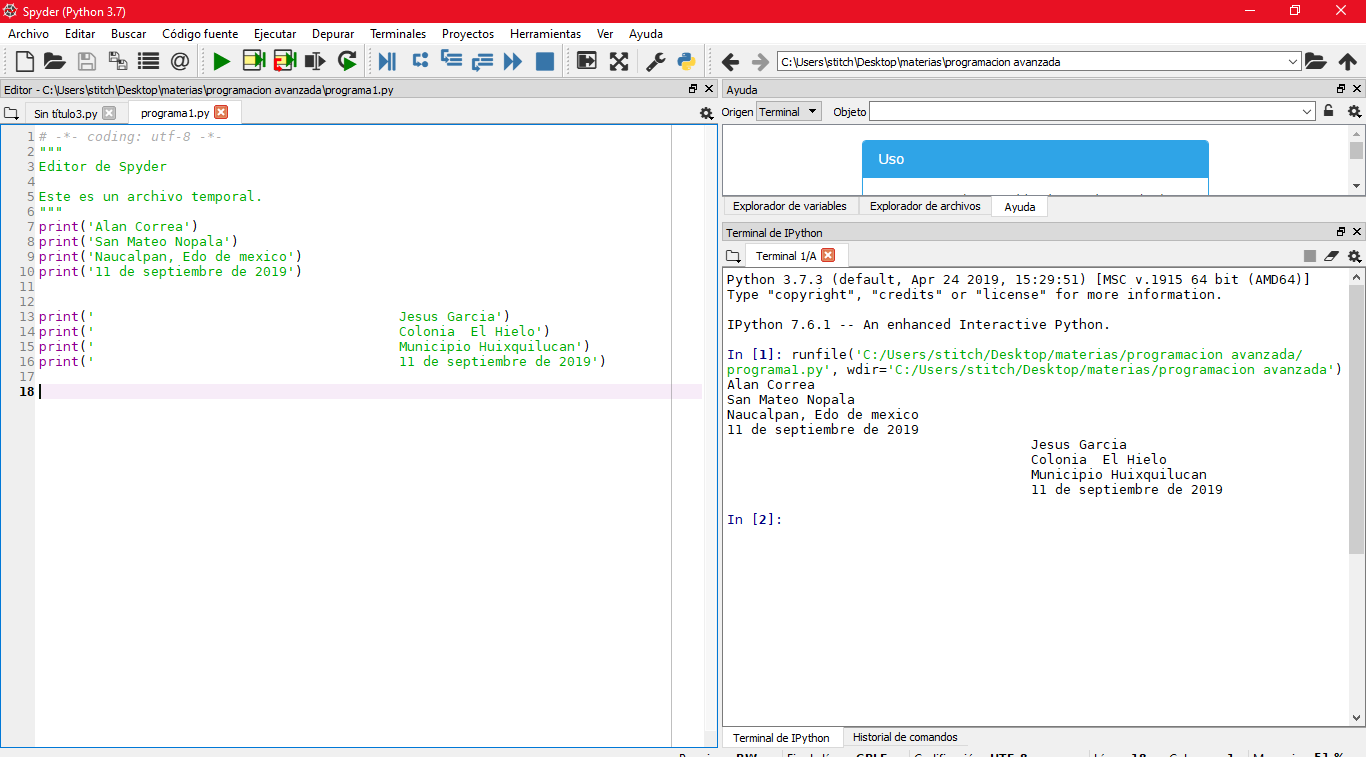 Spyder (Python 3.7)
Archivo Editar Buscar Código fuente Ejecutar Depurar Terminales Proyectos Herramientas Ver Ayuda
C:\Users\stitch\Desktop\materias\programacion avanzada
Editor - C:\Users\stitch\Desktop\materias\programacion avanzada\programa1.py
Sin título3.py programa1.py
1 # -*- coding: utf-8 -*-
2 """
3 Editor de Spyder
4
5 Este es un archivo temporal.
6 """
7 print('Alan Correa')
8 print('San Mateo Nopala')
9 print('Naucalpan, Edo de mexico')
10 print('11 de septiembre de 2019')
11
12
13 print('                                      Jesus Garcia')
14 print('                                      Colonia  El Hielo')
15 print('                                      Municipio Huixquilucan')
16 print('                                      11 de septiembre de 2019')
17
18
Ayuda
Origen Terminal Objeto
Uso
Explorador de variables Explorador de archivos Ayuda
Terminal de IPython
Terminal 1/A
Python 3.7.3 (default, Apr 24 2019, 15:29:51) [MSC v.1915 64 bit (AMD64)]
Type "copyright", "credits" or "license" for more information.
IPython 7.6.1 -- An enhanced Interactive Python.
In [1]: runfile('C:/Users/stitch/Desktop/materias/programacion avanzada/
programa1.py', wdir='C:/Users/stitch/Desktop/materias/programacion avanzada')
Alan Correa
San Mateo Nopala
Naucalpan, Edo de mexico
11 de septiembre de 2019
                                      Jesus Garcia
                                      Colonia  El Hielo
                                      Municipio Huixquilucan
                                      11 de septiembre de 2019
In [2]:
Terminal de IPython Historial de comandos